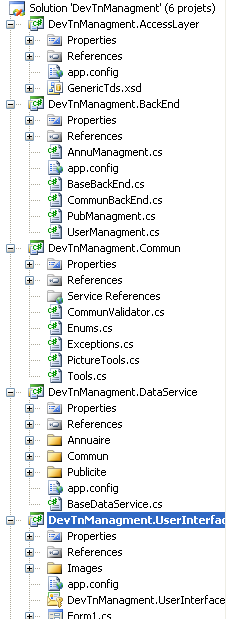 Solution 'DevTnManagment' (6 projets)
DevTnManagment.AccessLayer
Properties
References
app.config
GenericTds.xsd
DevTnManagment.BackEnd
Properties
References
AnnuManagment.cs
app.config
BaseBackEnd.cs
CommunBackEnd.cs
PubManagment.cs
UserManagment.cs
DevTnManagment.Commun
Properties
References
Service References
CommunValidator.cs
Enums.cs
Exceptions.cs
PictureTools.cs
Tools.cs
DevTnManagment.DataService
Properties
References
Annuaire
Commun
Publicite
app.config
BaseDataService.cs
DevTnManagment.UserInterfac
Properties
References
Images
app.config
DevTnManagment.UserInterface
Form1.cs